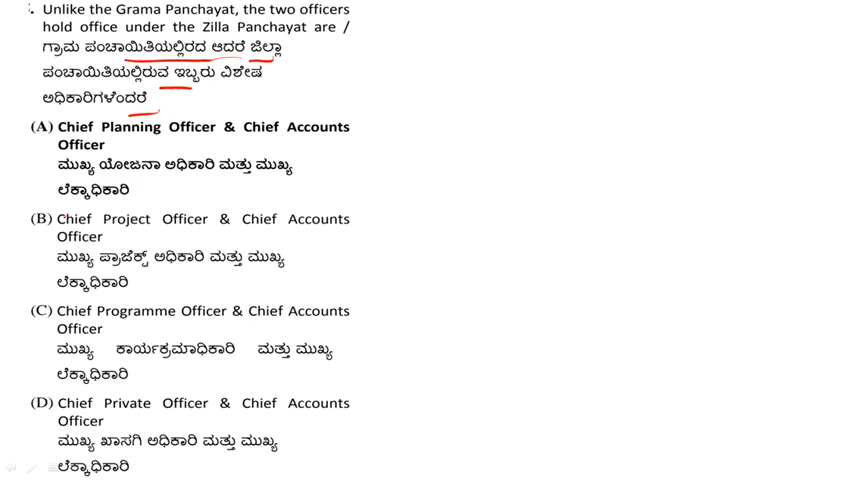 . Unlike the Grama Panchayat, the two officers
hold office under the Zilla Panchayat are /
ಗ್ರಾಮ ಪಂಚಾಯಿತಿಯಲ್ಲಿರದ ಆದರೆ ಜಿಲ್ಲಾ
ಪಂಚಾಯಿತಿಯಲ್ಲಿರುವ ಇಬ್ಬರು ವಿಶೇಷ
ಅಧಿಕಾರಿಗಳೆಂದರೆ
(A) Chief Planning Officer & Chief Accounts
Officer
ಮುಖ್ಯ ಯೋಜನಾ ಅಧಿಕಾರಿ ಮತ್ತು ಮುಖ್ಯ
ಲೆಕ್ಕಾಧಿಕಾರಿ
(B) Chief Project Officer & Chief Accounts
Officer
ಮುಖ್ಯ ಪ್ರಾಜೆಕ್ಟ್ ಅಧಿಕಾರಿ ಮತ್ತು ಮುಖ್ಯ
ಲೆಕ್ಕಾಧಿಕಾರಿ
(C) Chief Programme Officer & Chief Accounts
Officer
ಮುಖ್ಯ ಕಾರ್ಯಕ್ರಮಾಧಿಕಾರಿ ಮತ್ತು ಮುಖ್ಯ
ಲೆಕ್ಕಾಧಿಕಾರಿ
(D) Chief Private Officer & Chief Accounts
Officer
ಮುಖ್ಯ ಖಾಸಗಿ ಅಧಿಕಾರಿ ಮತ್ತು ಮುಖ್ಯ
ಲೆಕ್ಕಾಧಿಕಾರಿ